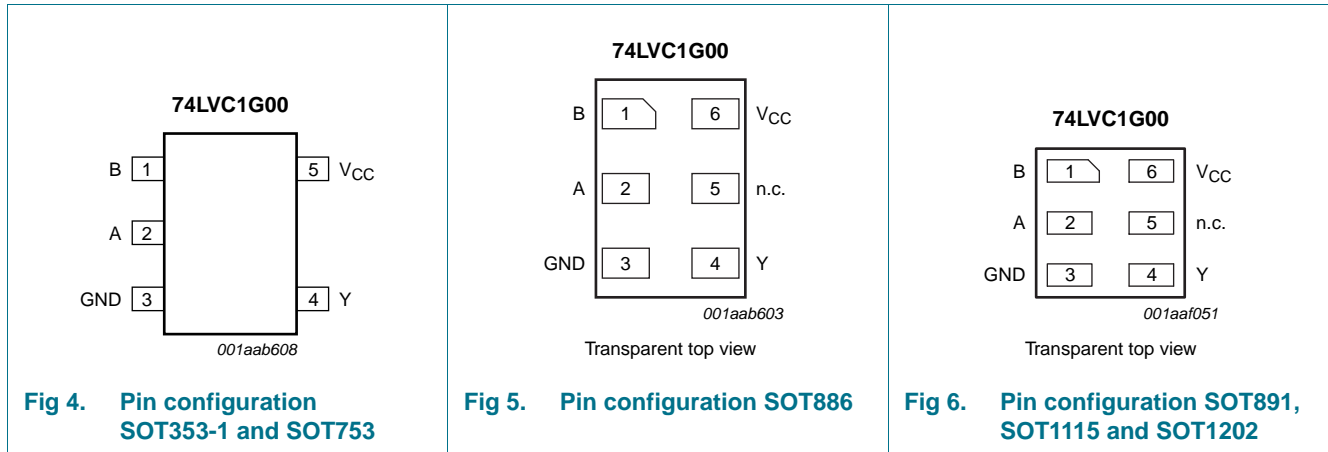 74LVC1G00
B 1
5 VCC
A 2
GND 3
4 Y
001aab608
Fig 4. Pin configuration
SOT353-1 and SOT753
74LVC1G00
B 1 6 VCC
A 2 5 n.c.
GND 3 4 Y
001aab603
Transparent top view
Fig 5. Pin configuration SOT886
74LVC1G00
B 1 6 VCC
A 2 5 n.c.
GND 3 4 Y
001aaf051
Transparent top view
Fig 6. Pin configuration SOT891,
SOT1115 and SOT1202